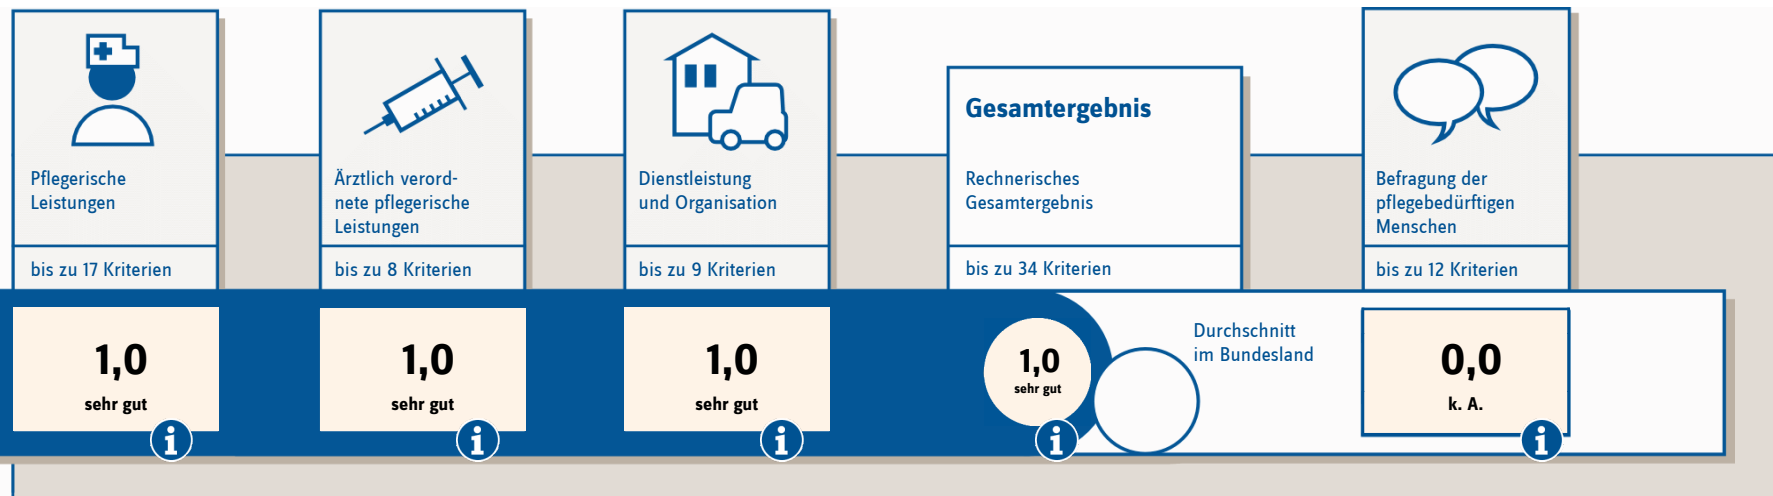 Pflegerische
Leistungen
bis zu 17 Kriterien
1,0
sehr gut
i
Ärztlich verord-
nete pflegerische
Leistungen
bis zu 8 Kriterien
1,0
sehr gut
i
Dienstleistung
und Organisation
bis zu 9 Kriterien
1,0
sehr gut
i
Gesamtergebnis
Rechnerisches
Gesamtergebnis
bis zu 34 Kriterien
1,0
sehr gut
i
Durchschnitt
im Bundesland
Befragung der
pflegebedürftigen
Menschen
bis zu 12 Kriterien
0,0
k. A.
i